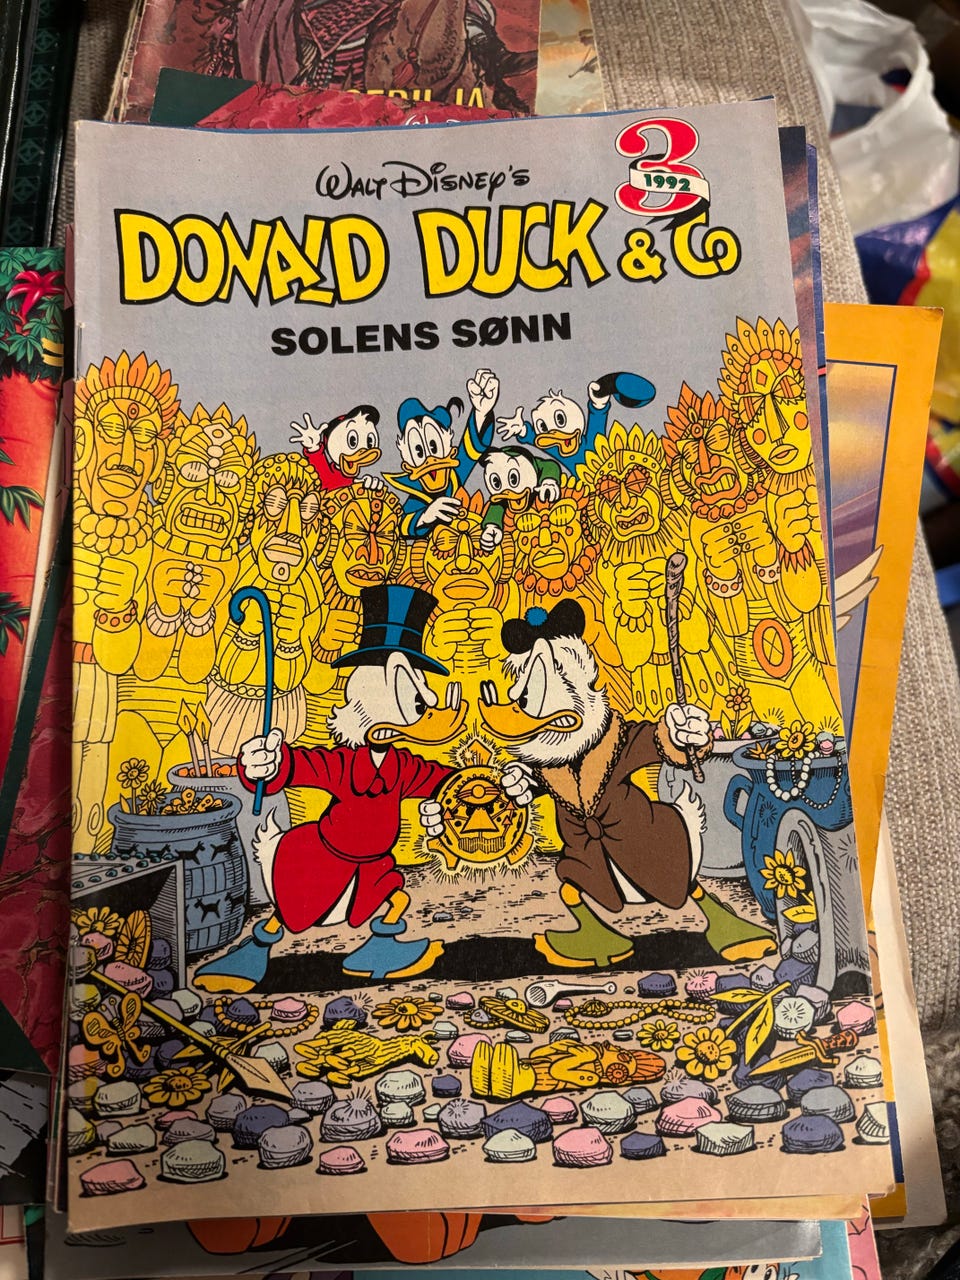 WALT DISNEY'S
3
1992
DONALD DUCK & Co
SOLENS SØNN